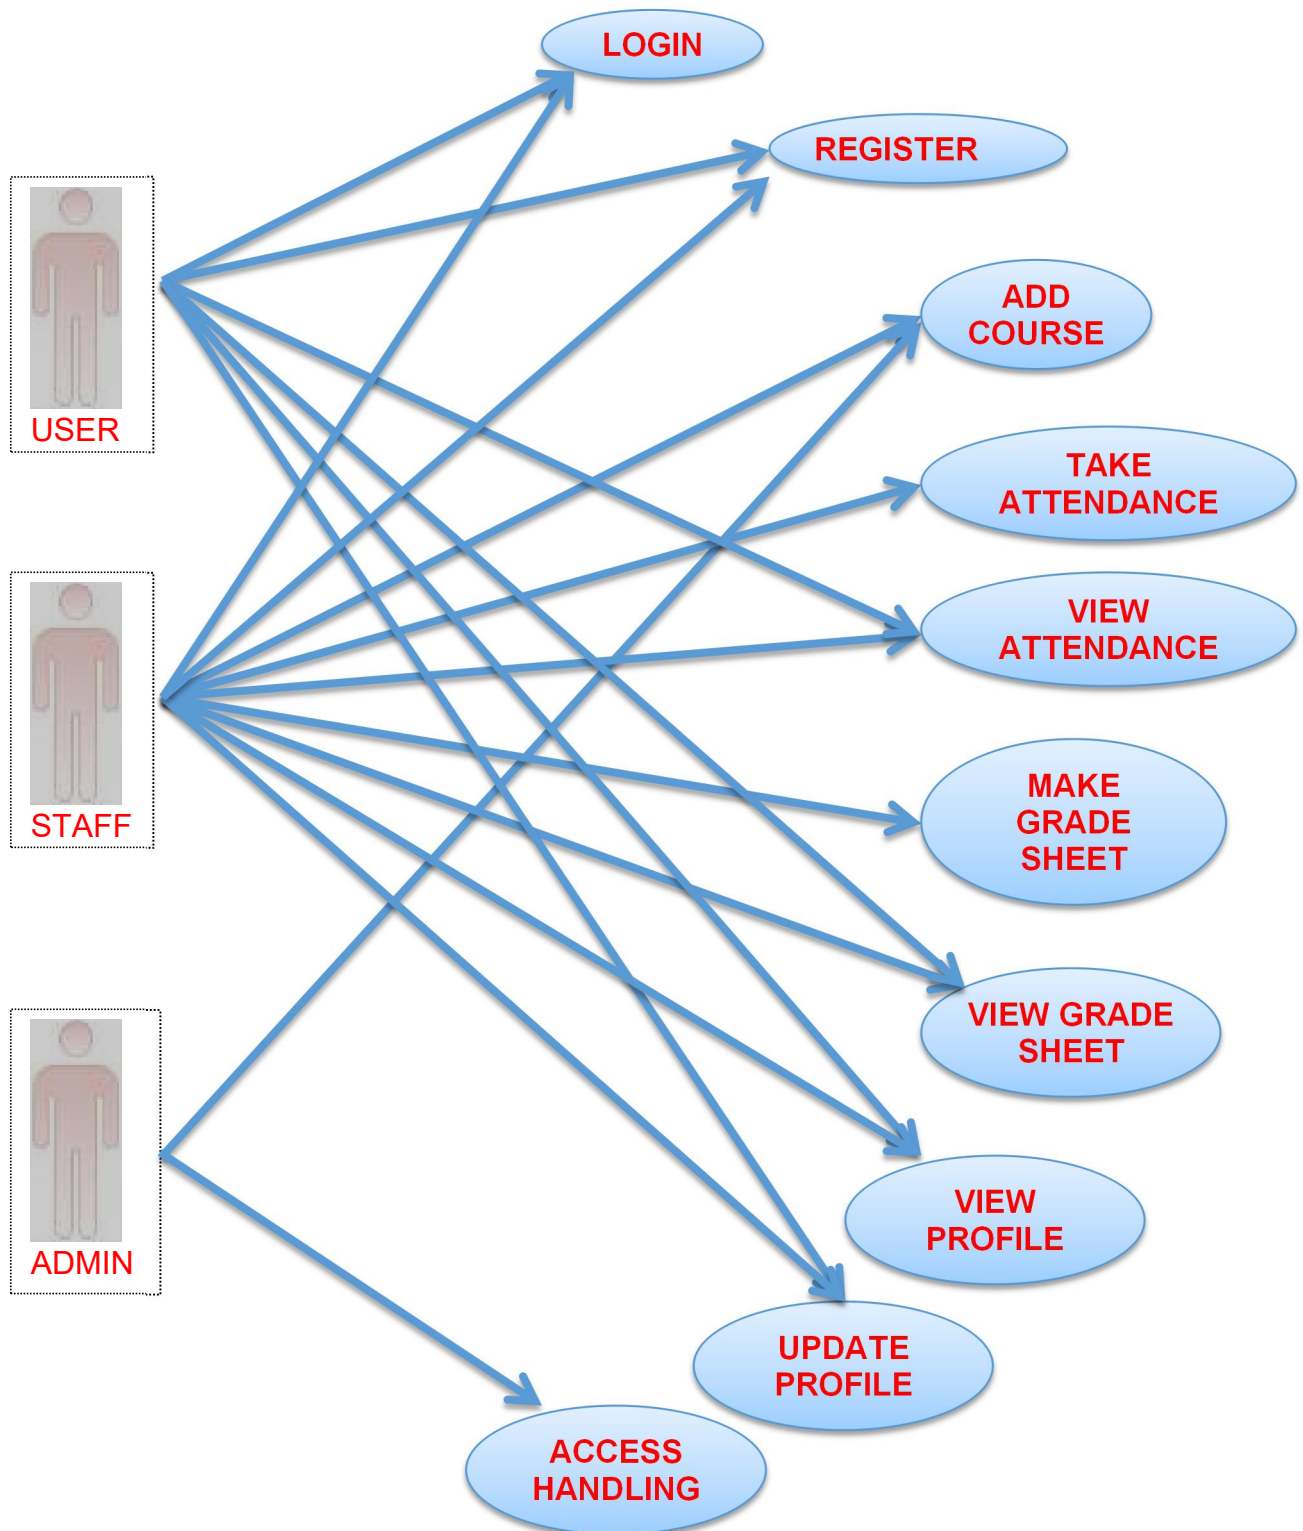 LOGIN
REGISTER
USER
ADD
COURSE
TAKE
ATTENDANCE
VIEW
ATTENDANCE
STAFF
MAKE
GRADE
SHEET
VIEW GRADE
SHEET
ADMIN
VIEW
PROFILE
UPDATE
PROFILE
ACCESS
HANDLING